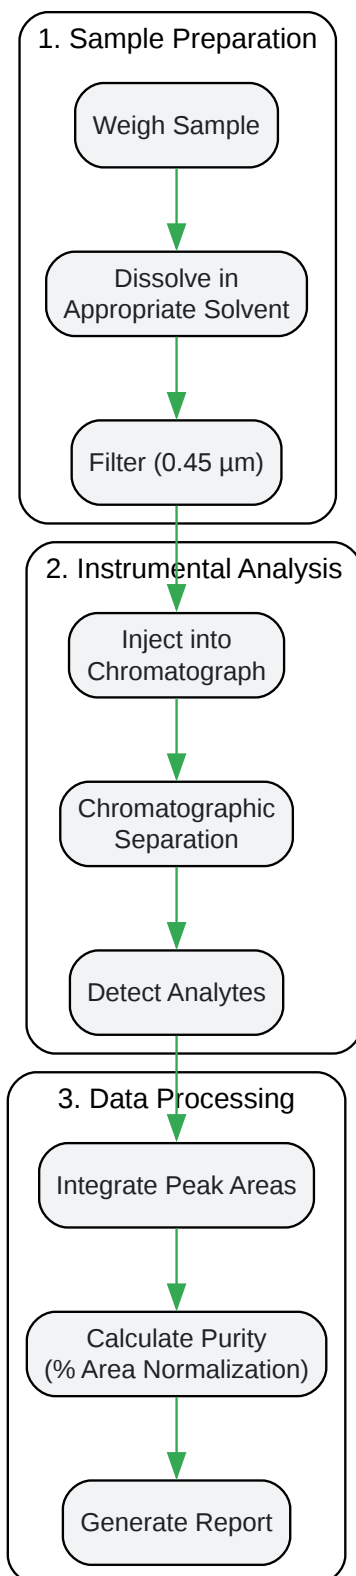 1. Sample Preparation
Weigh Sample
Dissolve in
Appropriate Solvent
Filter (0.45 µm)
2. Instrumental Analysis
Inject into
Chromatograph
Chromatographic
Separation
Detect Analytes
3. Data Processing
Integrate Peak Areas
Calculate Purity
(% Area Normalization)
Generate Report